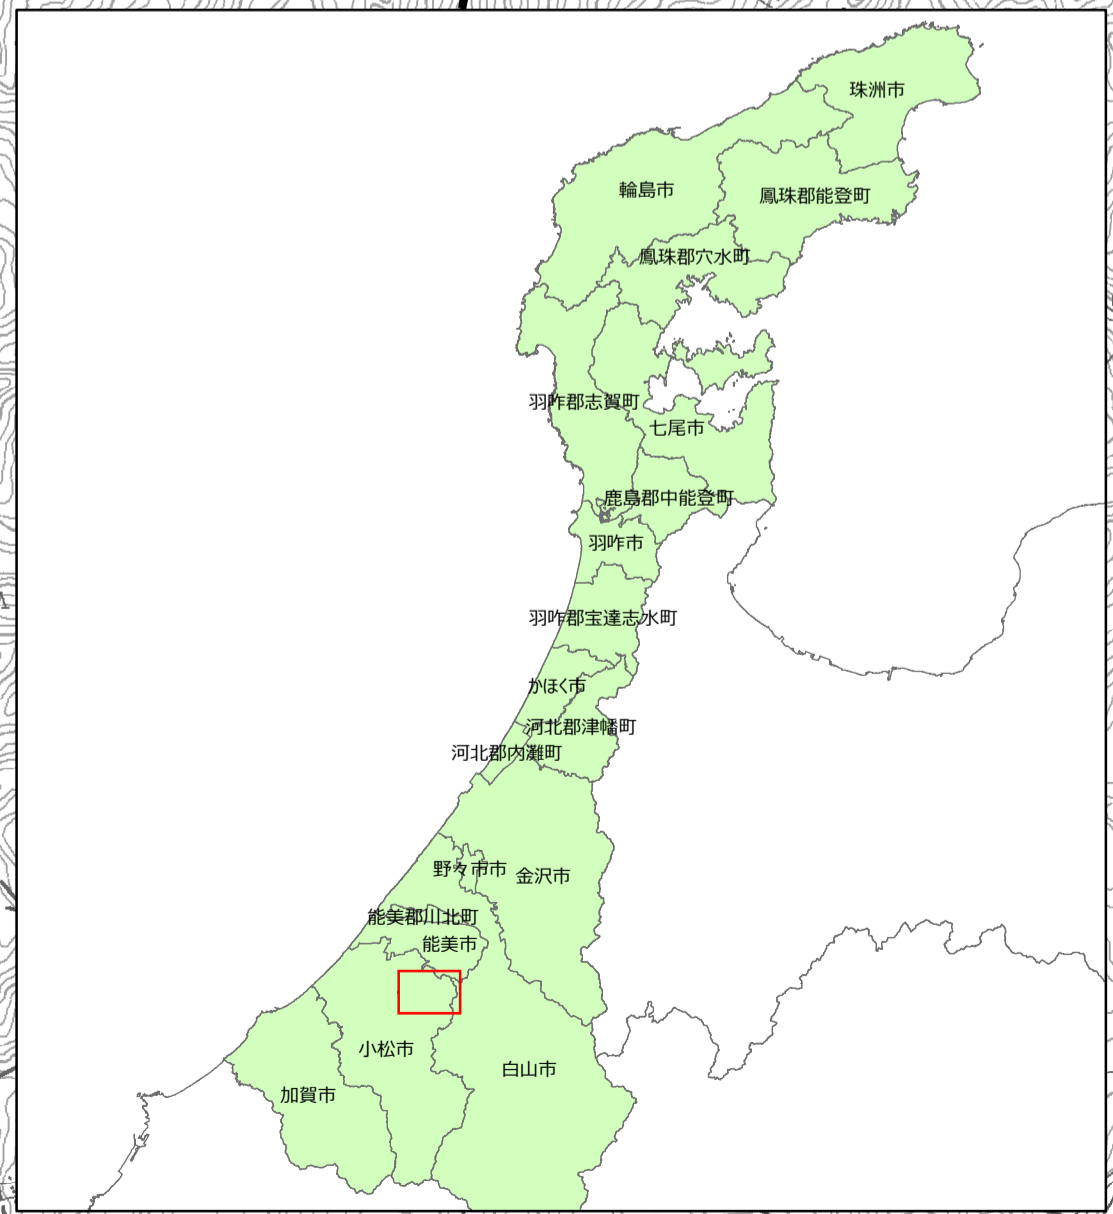 珠洲市
輪島市
鳳珠郡能登町
鳳珠郡穴水町
羽咋郡志賀町
七尾市
鹿島郡中能登町
羽咋市
羽咋郡宝達志水町
かほく市
河北郡津幡町
河北郡内灘町
野々市市
金沢市
能美郡川北町
能美市
小松市
白山市
加賀市